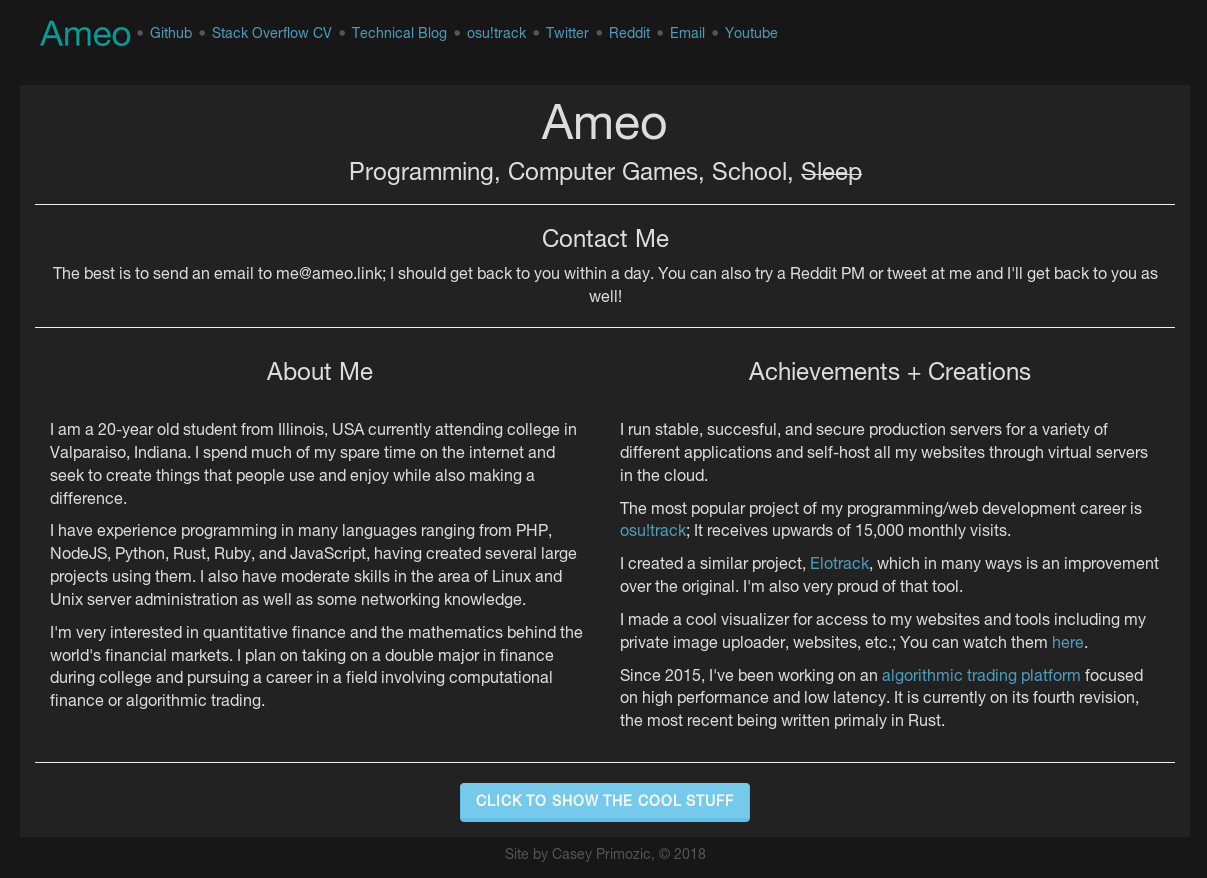 Ameo • Github • Stack Overflow CV • Technical Blog • osu!track • Twitter • Reddit • Email • Youtube
Ameo
Programming, Computer Games, School, Sleep
Contact Me
The best is to send an email to me@ameo.link; I should get back to you within a day. You can also try a Reddit PM or tweet at me and I'll get back to you as
well!
About Me
I am a 20-year old student from Illinois, USA currently attending college in
Valparaiso, Indiana. I spend much of my spare time on the internet and
seek to create things that people use and enjoy while also making a
difference.
I have experience programming in many languages ranging from PHP,
NodeJS, Python, Rust, Ruby, and JavaScript, having created several large
projects using them. I also have moderate skills in the area of Linux and
Unix server administration as well as some networking knowledge.
I'm very interested in quantitative finance and the mathematics behind the
world's financial markets. I plan on taking on a double major in finance
during college and pursuing a career in a field involving computational
finance or algorithmic trading.
Achievements + Creations
I run stable, succesful, and secure production servers for a variety of
different applications and self-host all my websites through virtual servers
in the cloud.
The most popular project of my programming/web development career is
osu!track; It receives upwards of 15,000 monthly visits.
I created a similar project, Elotrack, which in many ways is an improvement
over the original. I'm also very proud of that tool.
I made a cool visualizer for access to my websites and tools including my
private image uploader, websites, etc.; You can watch them here.
Since 2015, I've been working on an algorithmic trading platform focused
on high performance and low latency. It is currently on its fourth revision,
the most recent being written primaly in Rust.
CLICK TO SHOW THE COOL STUFF
Site by Casey Primozic, © 2018